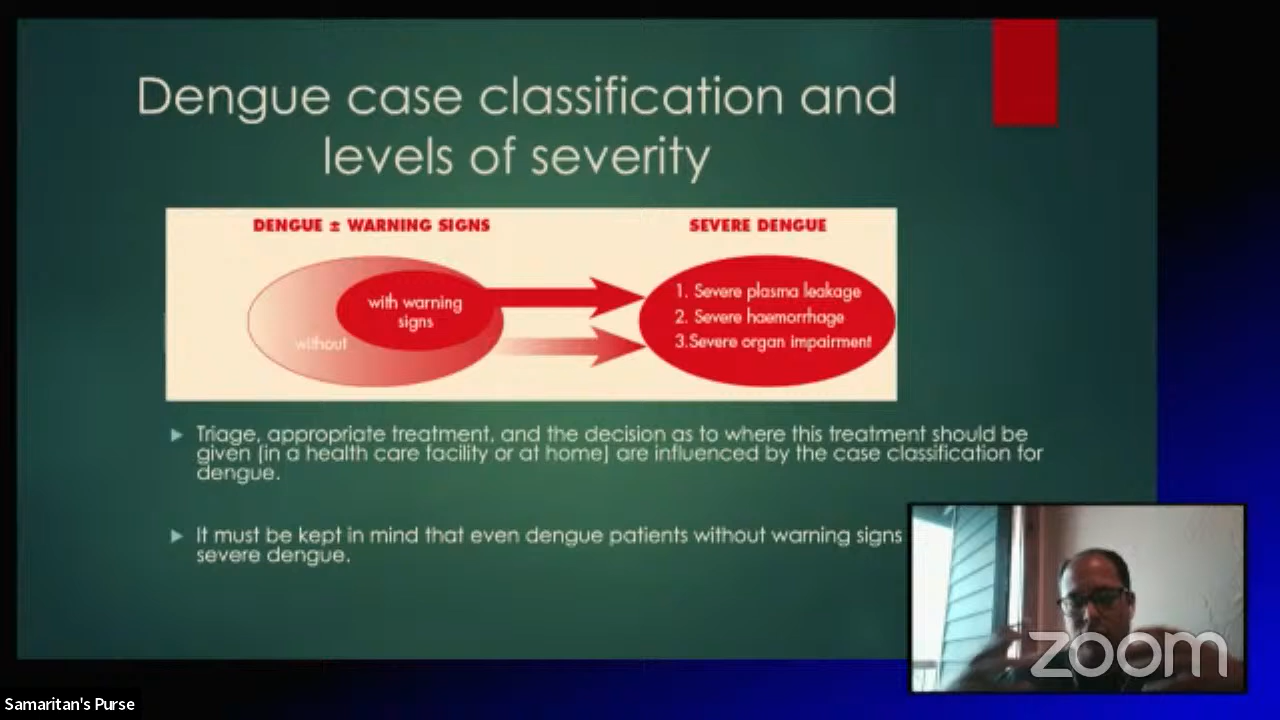 Dengue case classification and
levels of severity
DENGUE ± WARNING SIGNS
SEVERE DENGUE
with warning
signs
without
1. Severe plasma leakage
2. Severe haemorrhage
3.Severe organ impairment
Triage, appropriate treatment, and the decision as to where this treatment should be
given (in a health care facility or at home) are influenced by the case classification for
dengue.
It must be kept in mind that even dengue patients without warning signs
severe dengue.
zoom
Samaritan's Purse